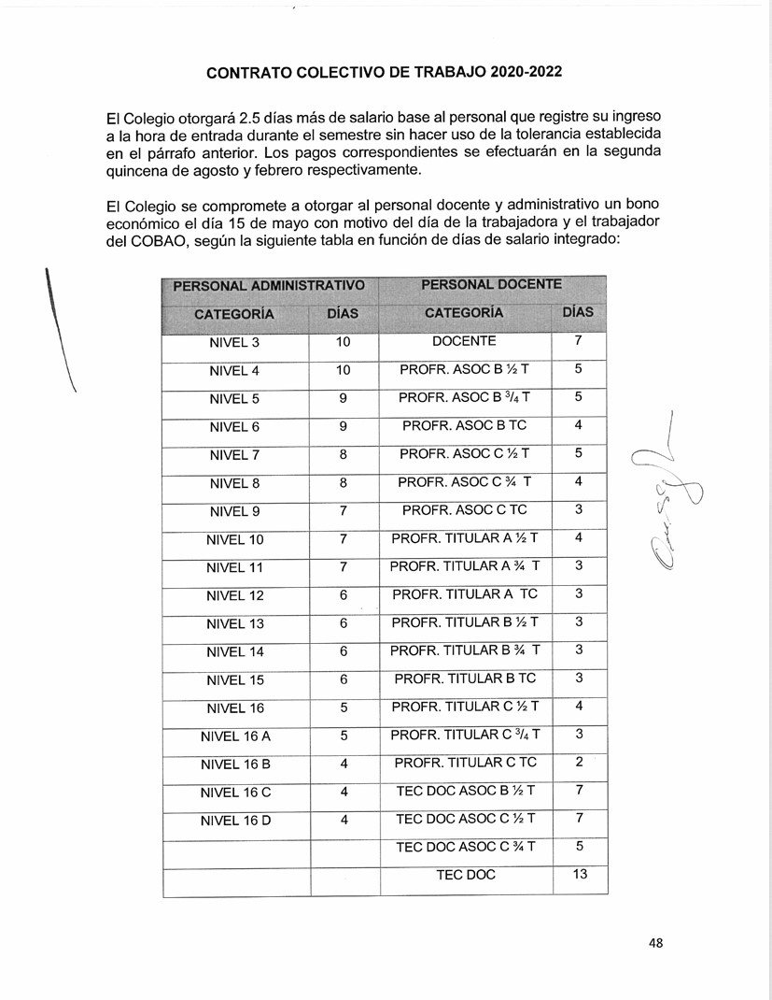 CONTRATO COLECTIVO DE TRABAJO 2020-2022
El Colegio otorgará 2.5 días más de salario base al personal que registre su ingreso
a la hora de entrada durante el semestre sin hacer uso de la tolerancia establecida
en el párrafo anterior. Los pagos correspondientes se efectuarán en la segunda
quincena de agosto y febrero respectivamente.
El Colegio se compromete a otorgar al personal docente y administrativo un bono
económico el día 15 de mayo con motivo del día de la trabajadora y el trabajador
del COBAO, según la siguiente tabla en función de días de salario integrado:
PERSONAL ADMINISTRATIVO PERSONAL DOCENTE
CATEGORÍA DÍAS CATEGORÍA DÍAS
NIVEL 3 10 DOCENTE 7
NIVEL 4 10 PROFR. ASOC B ½ T 5
NIVEL 5 9 PROFR. ASOC B 3/4 T 5
NIVEL 6 9 PROFR. ASOC B TC 4
NIVEL 7 8 PROFR. ASOC C ½ T 5
NIVEL 8 8 PROFR. ASOC C ¾ T 4
NIVEL 9 7 PROFR. ASOC C TC 3
NIVEL 10 7 PROFR. TITULAR A ½ T 4
NIVEL 11 7 PROFR. TITULAR A ¾ T 3
NIVEL 12 6 PROFR. TITULAR A TC 3
NIVEL 13 6 PROFR. TITULAR B ½ T 3
NIVEL 14 6 PROFR. TITULAR B ¾ T 3
NIVEL 15 6 PROFR. TITULAR B TC 3
NIVEL 16 5 PROFR. TITULAR C ½ T 4
NIVEL 16 A 5 PROFR. TITULAR C 3/4 T 3
NIVEL 16 B 4 PROFR. TITULAR C TC 2
NIVEL 16 C 4 TEC DOC ASOC B ½ T 7
NIVEL 16 D 4 TEC DOC ASOC C ½ T 7
TEC DOC ASOC C ¾ T 5
TEC DOC 13
48